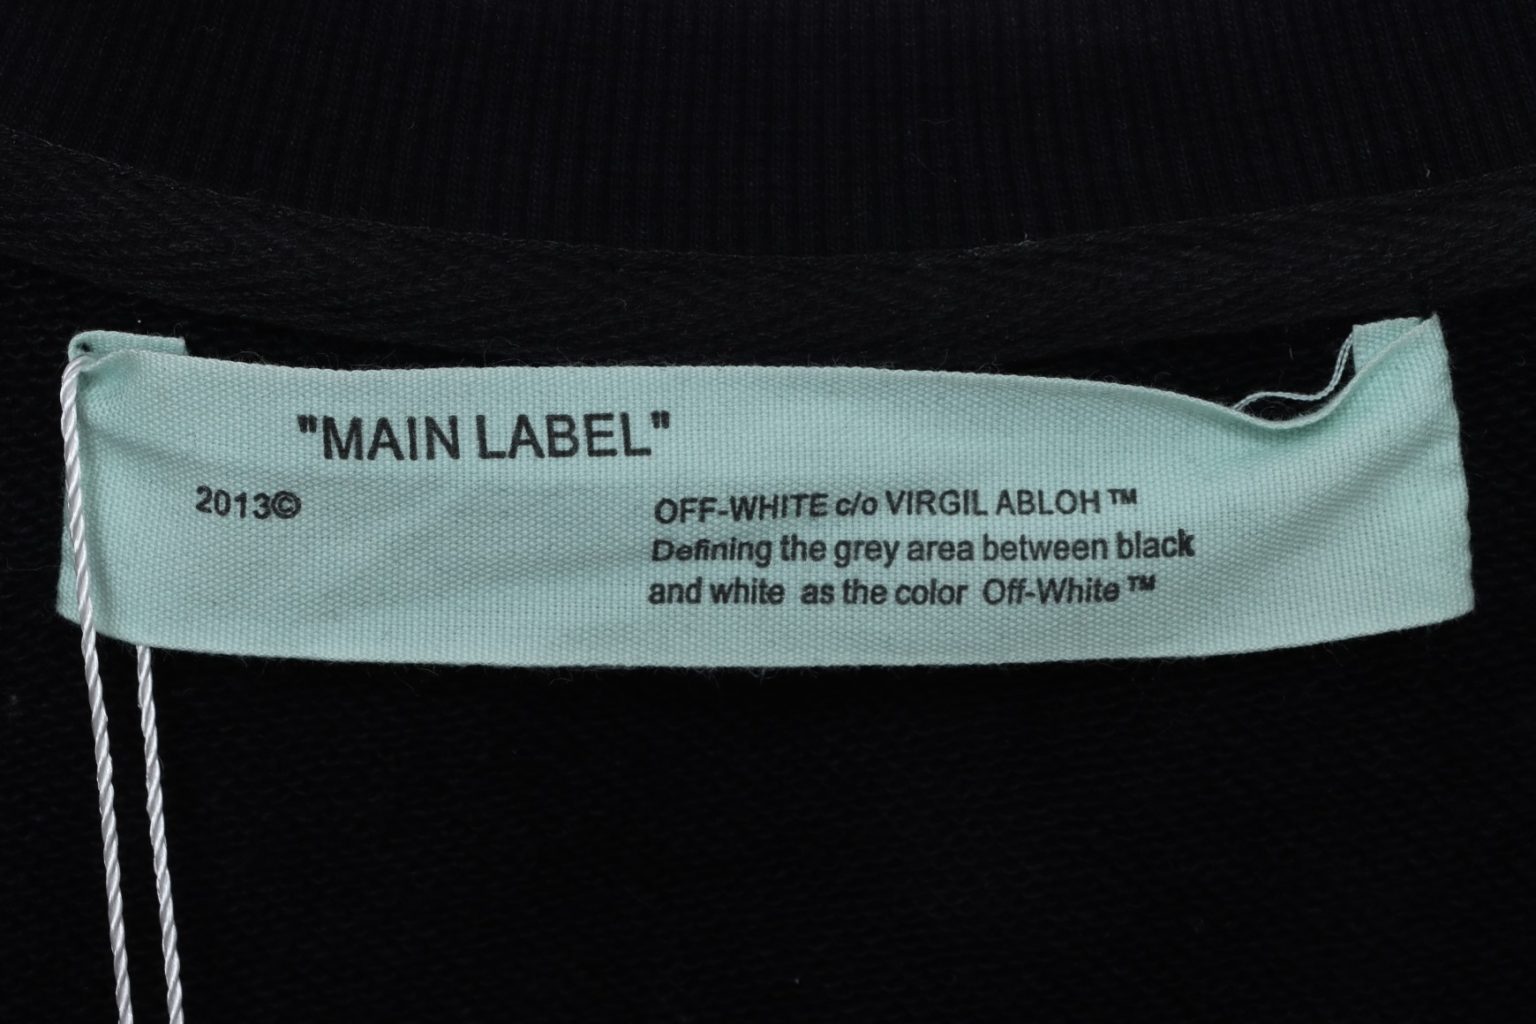 "MAIN LABEL"
2013©
OFF-WHITE c/o VIRGIL ABLOH™
Defining the grey area between black
and white as the color Off-White™